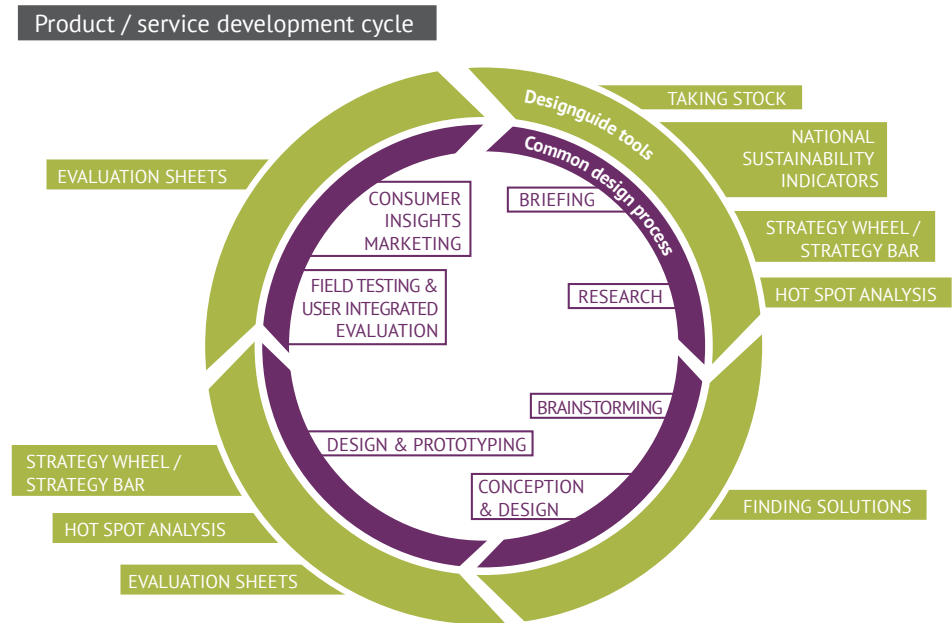 Product / service development cycle
Designguide tools
Common design process
TAKING STOCK
NATIONAL
SUSTAINABILITY
INDICATORS
STRATEGY WHEEL /
STRATEGY BAR
HOT SPOT ANALYSIS
FINDING SOLUTIONS
EVALUATION SHEETS
HOT SPOT ANALYSIS
STRATEGY WHEEL /
STRATEGY BAR
EVALUATION SHEETS
BRIEFING
RESEARCH
BRAINSTORMING
CONCEPTION
& DESIGN
DESIGN & PROTOTYPING
FIELD TESTING &
USER INTEGRATED
EVALUATION
CONSUMER
INSIGHTS
MARKETING